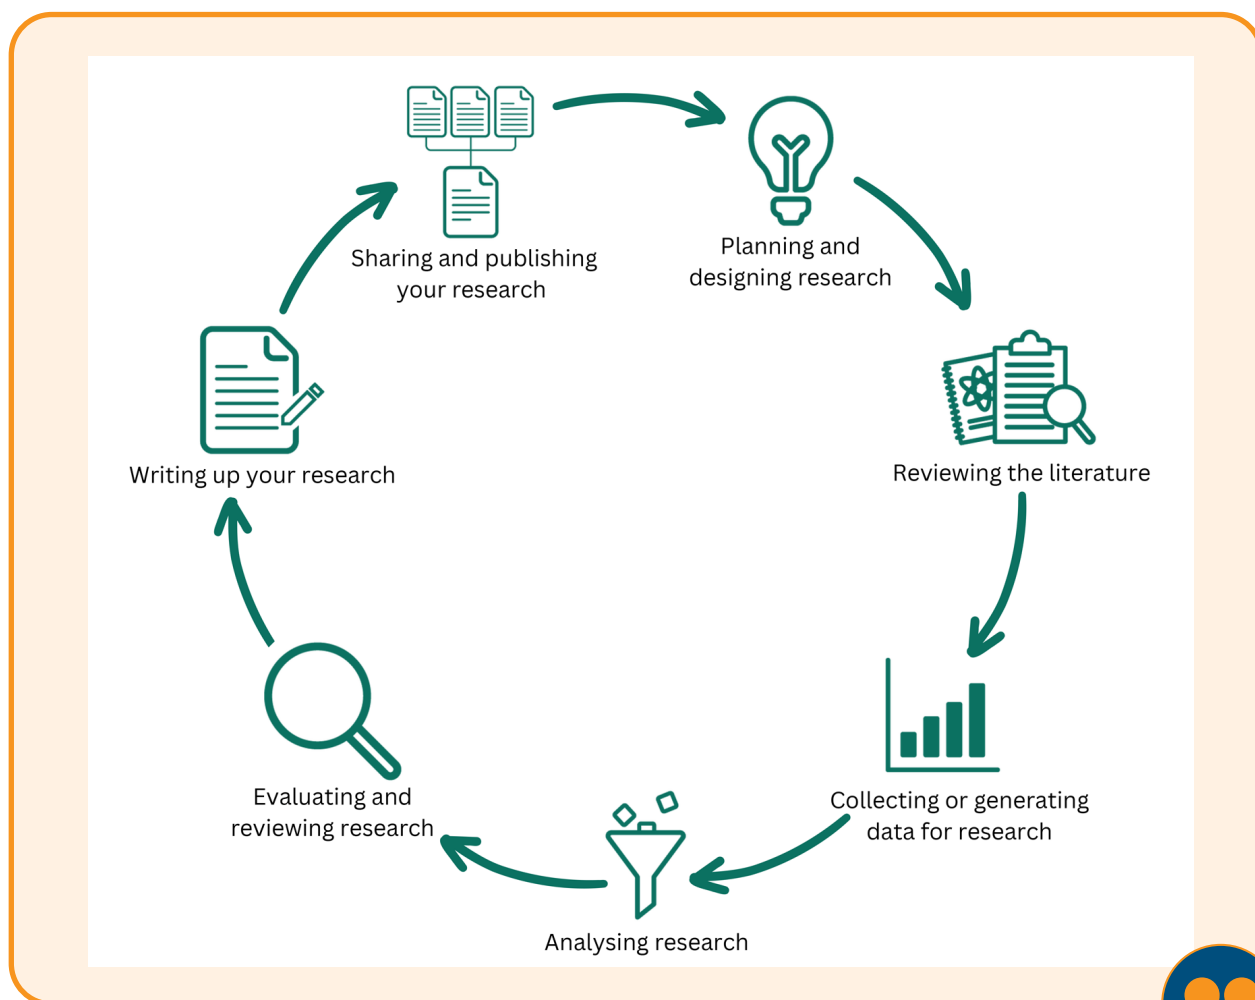 Sharing and publishing
your research
Planning and
designing research
Reviewing the literature
Collecting or generating
data for research
Analysing research
Evaluating and
reviewing research
Writing up your research